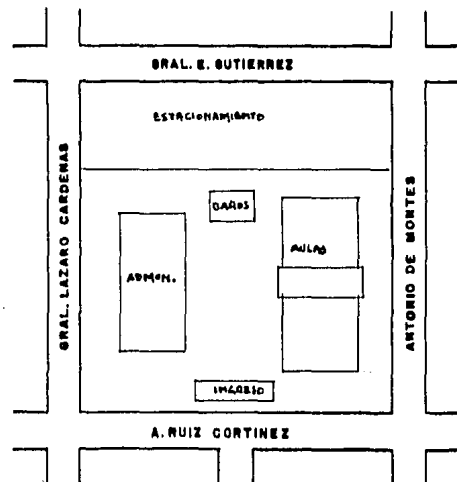 GRAL. E. GUTIERREZ
ESTACIONAMIENTO
GRAL. LAZARO CARDENAS
BAÑOS
AULAS
ADMON.
ANTONIO DE MONTES
INGRESO
A. RUIZ CORTINEZ